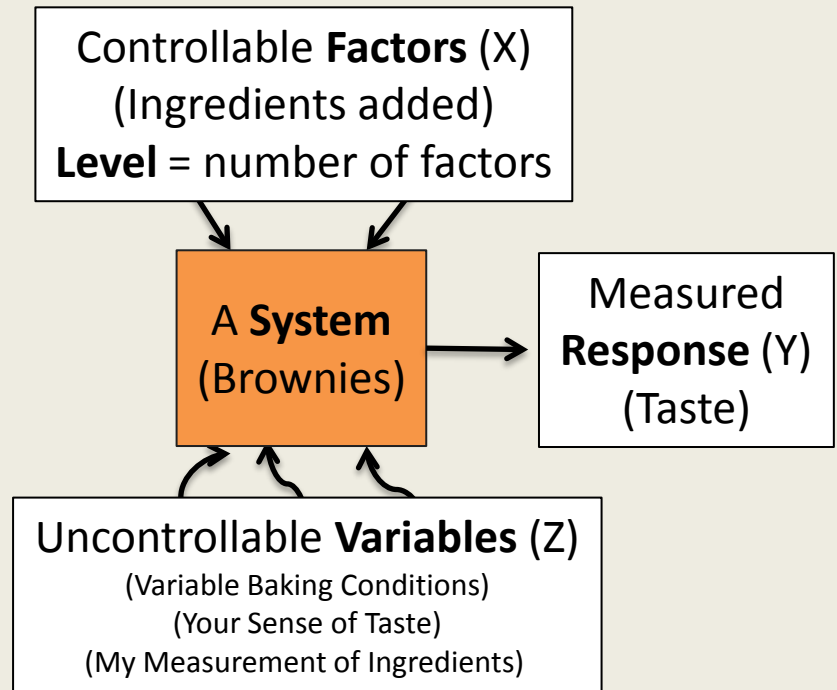 Controllable Factors (X)
(Ingredients added)
Level = number of factors
A System
(Brownies)
Measured
Response (Y)
(Taste)
Uncontrollable Variables (Z)
(Variable Baking Conditions)
(Your Sense of Taste)
(My Measurement of Ingredients)